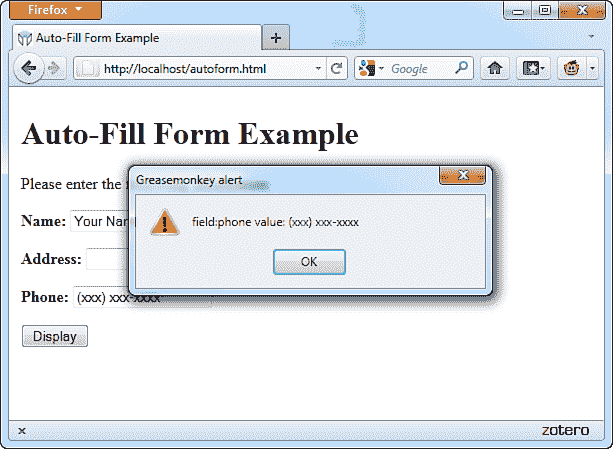 Firefox
Auto-Fill Form Example
http://localhost/autoform.html
Google
Auto-Fill Form Example
Please enter the
Greasemonkey alert
field:phone value: (xxx) xxx-xxxx
OK
Name: Your Nam
Address:
Phone: (xxx) xxx-xxxx
Display
x
zotero